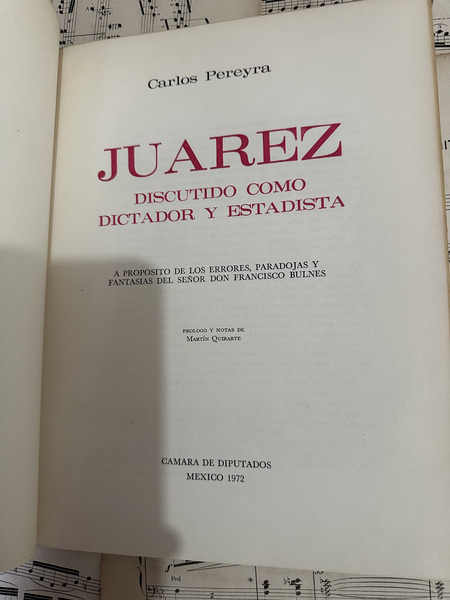 Carlos Pereyra
JUAREZ
DISCUTIDO COMO
DICTADOR Y ESTADISTA
A PROPOSITO DE LOS ERRORES, PARADOJAS Y
FANTASIAS DEL SEÑOR DON FRANCISCO BULNES
PROLOGO Y NOTAS DE
MARTÍN QUIRARTE
CAMARA DE DIPUTADOS
MEXICO 1972
Ped